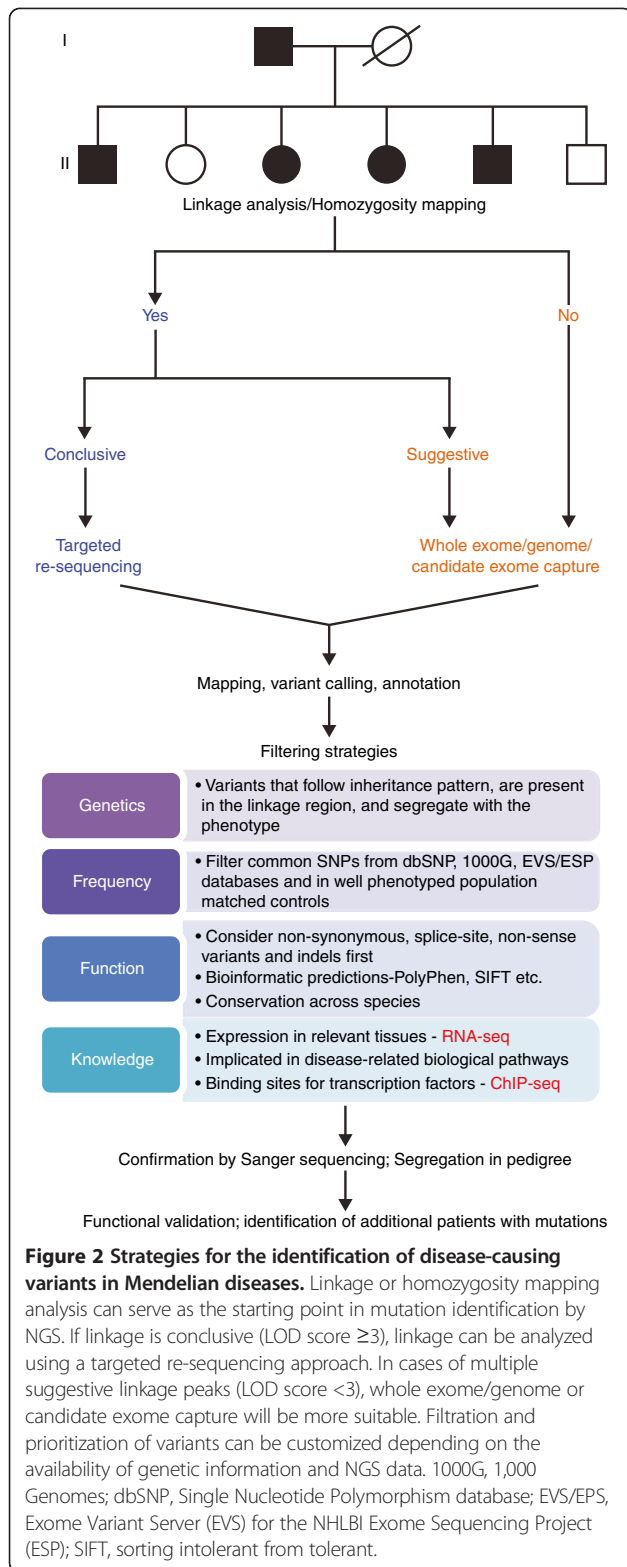 I
II
Linkage analysis/Homozygosity mapping
Yes
No
Conclusive
Suggestive
Targeted
re-sequencing
Whole exome/genome/
candidate exome capture
Mapping, variant calling, annotation
Filtering strategies
Genetics
• Variants that follow inheritance pattern, are present
in the linkage region, and segregate with the
phenotype
Frequency
• Filter common SNPs from dbSNP, 1000G, EVS/ESP
databases and in well phenotyped population
matched controls
Function
• Consider non-synonymous, splice-site, non-sense
variants and indels first
• Bioinformatic predictions-PolyPhen, SIFT etc.
• Conservation across species
Knowledge
• Expression in relevant tissues - RNA-seq
• Implicated in disease-related biological pathways
• Binding sites for transcription factors - ChIP-seq
Confirmation by Sanger sequencing; Segregation in pedigree
Functional validation; identification of additional patients with mutations
Figure 2 Strategies for the identification of disease-causing
variants in Mendelian diseases. Linkage or homozygosity mapping
analysis can serve as the starting point in mutation identification by
NGS. If linkage is conclusive (LOD score ≥3), linkage can be analyzed
using a targeted re-sequencing approach. In cases of multiple
suggestive linkage peaks (LOD score <3), whole exome/genome or
candidate exome capture will be more suitable. Filtration and
prioritization of variants can be customized depending on the
availability of genetic information and NGS data. 1000G, 1,000
Genomes; dbSNP, Single Nucleotide Polymorphism database; EVS/EPS,
Exome Variant Server (EVS) for the NHLBI Exome Sequencing Project
(ESP); SIFT, sorting intolerant from tolerant.